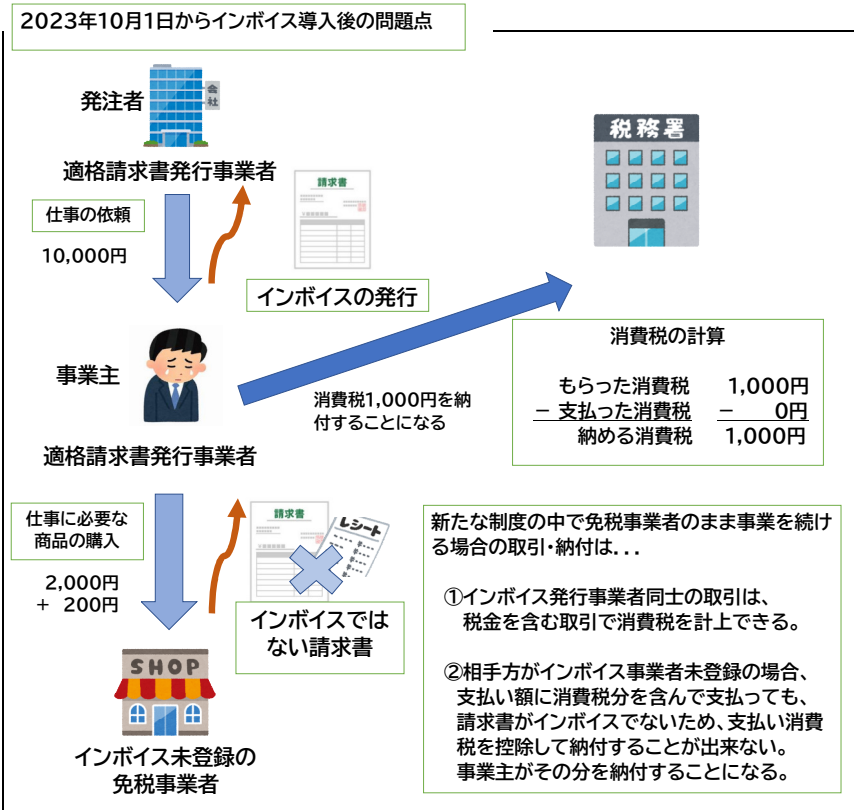 2023年10月1日からインボイス導入後の問題点
発注者
会
社
適格請求書発行事業者
仕事の依頼
10,000円
請求書
インボイスの発行
税務署
事業主
適格請求書発行事業者
消費税1,000円を納
付することになる
消費税の計算
もらった消費税 1,000円
－ 支払った消費税 － 0円
納める消費税 1,000円
仕事に必要な
商品の購入
2,000円
+ 200円
請求書
レシート
インボイスでは
ない請求書
SHOP
インボイス未登録の
免税事業者
新たな制度の中で免税事業者のまま事業を続け
る場合の取引・納付は...
①インボイス発行事業者同士の取引は、
税金を含む取引で消費税を計上できる。
②相手方がインボイス事業者未登録の場合、
支払い額に消費税分を含んで支払っても、
請求書がインボイスでないため、支払い消費
税を控除して納付することが出来ない。
事業主がその分を納付することになる。